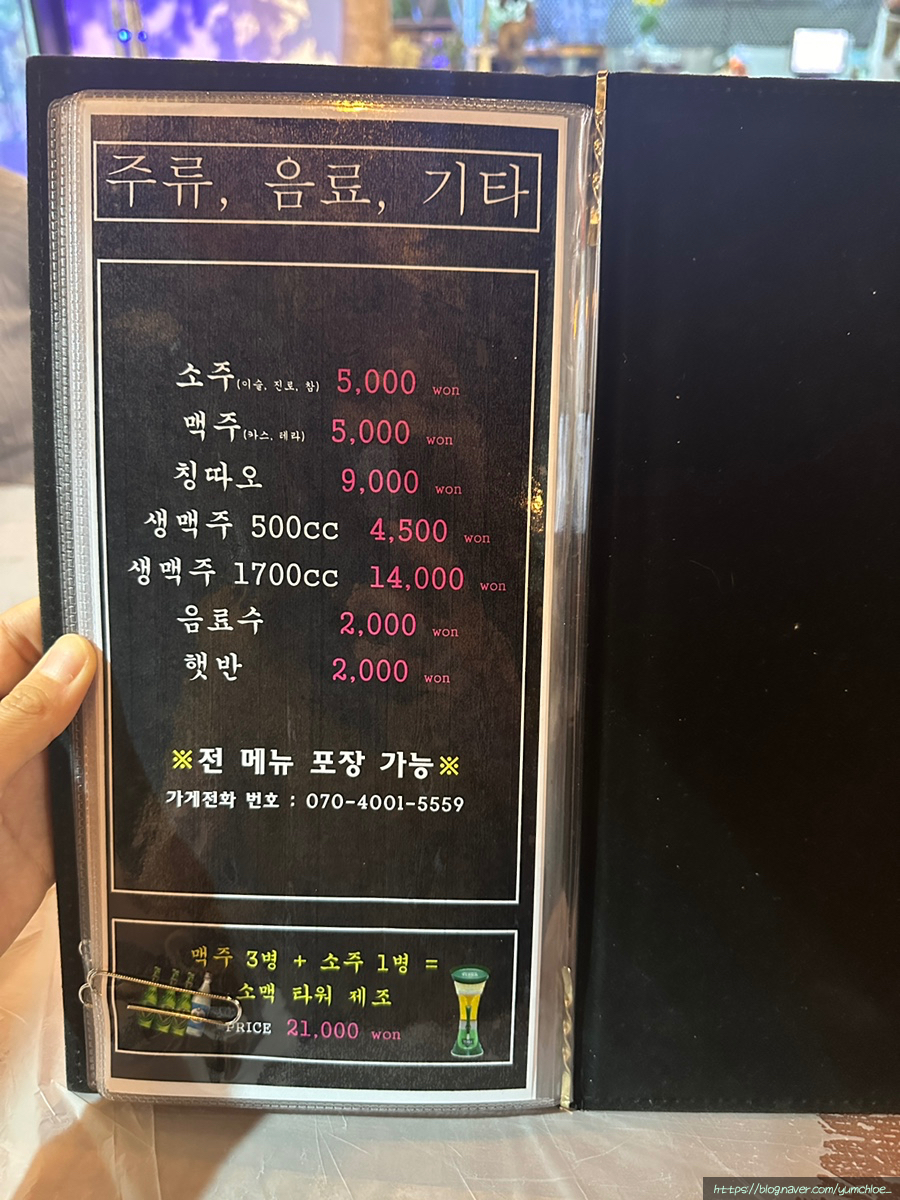 주류, 음료, 기타
소주(이슬, 진로, 참) 5,000 won
맥주(카스, 테라) 5,000 won
칭따오 9,000 won
생맥주 500cc 4,500 won
생맥주 1700cc 14,000 won
음료수 2,000 won
햇반 2,000 won
※전 메뉴 포장 가능※
가게전화 번호 : 070-4001-5559
맥주 3병 + 소주 1병 =
소맥 타워 제조
PRICE 21,000 won
https://blog.naver.com/yumchloe_